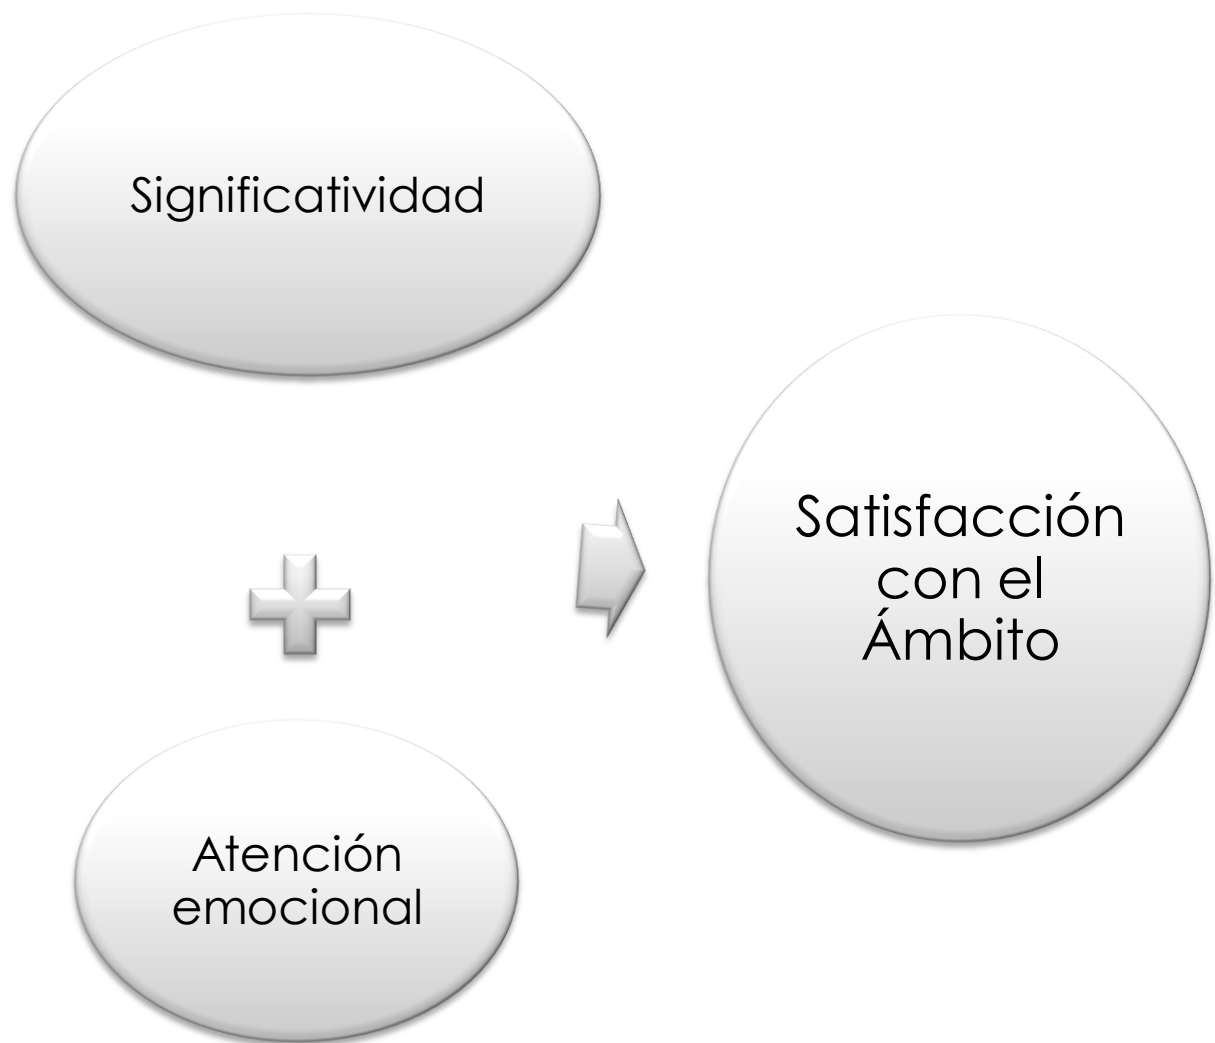 Significatividad
Atención
emocional
Satisfacción
con el
Ámbito